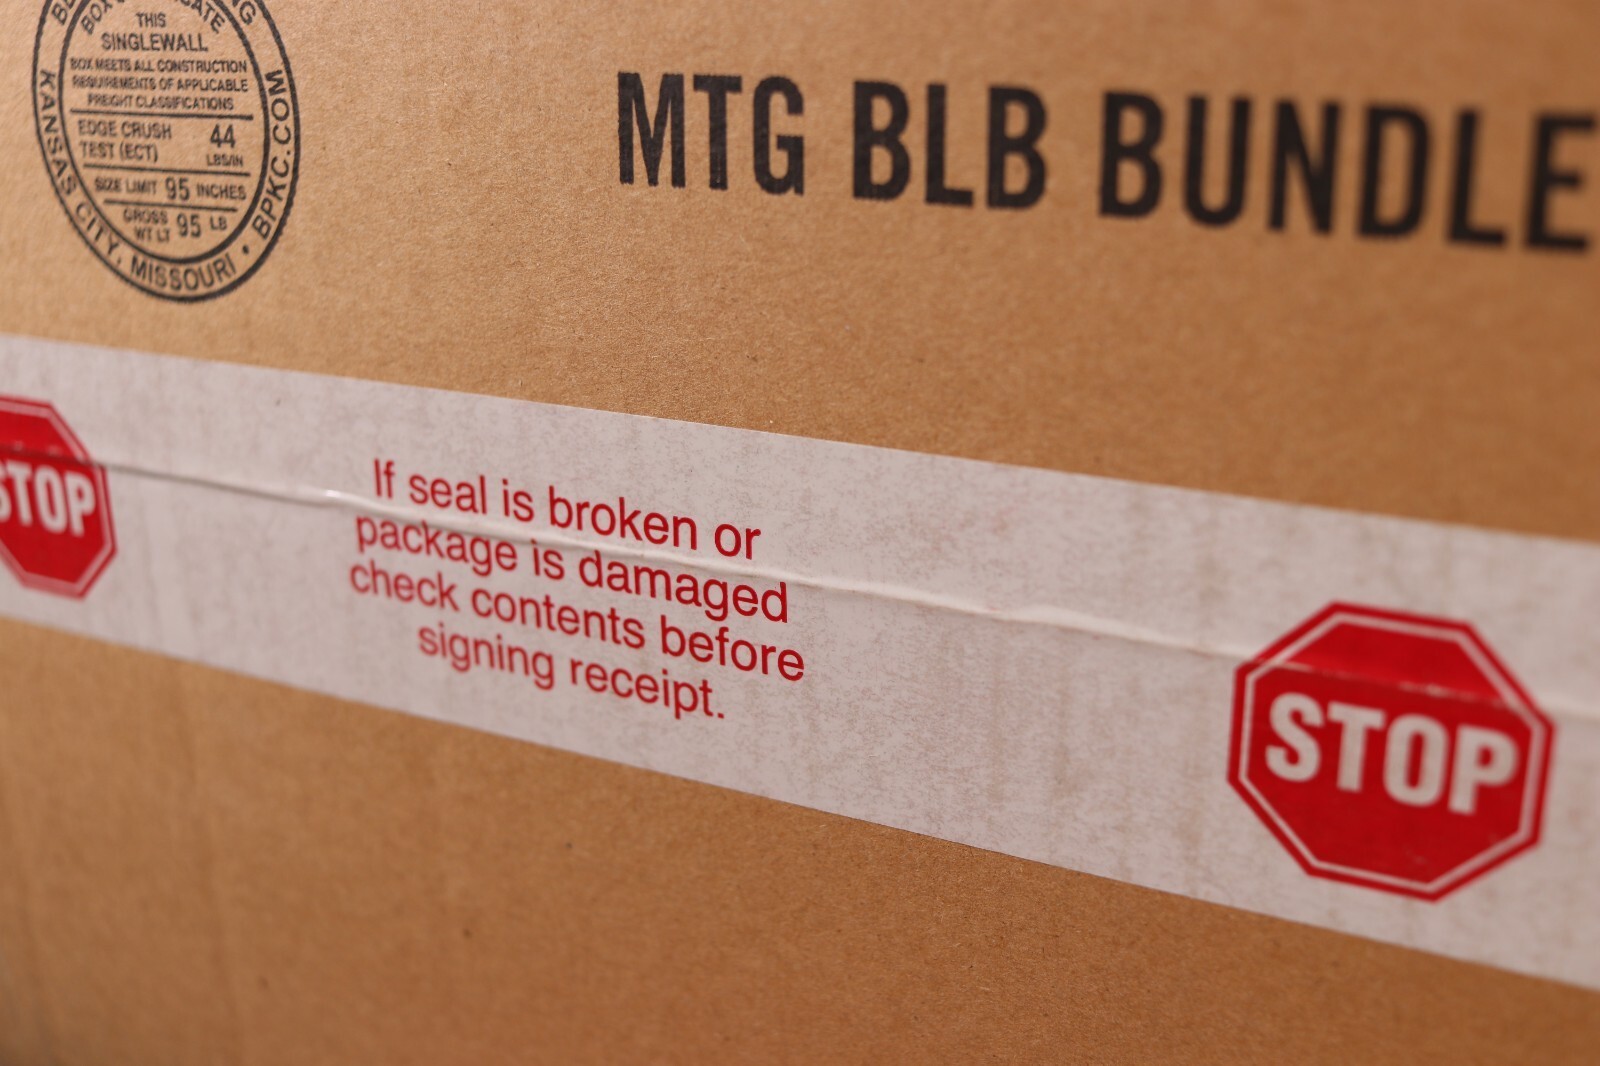 BOX CERTIFICATE
THIS
SINGLEWALL
BOX MEETS ALL CONSTRUCTION
REQUIREMENTS OF APPLICABLE
FREIGHT CLASSIFICATIONS
EDGE CRUSH
TEST (ECT)
44
LBS/IN
SIZE LIMIT 95 INCHES
GROSS
WT LT 95 LB
KANSAS CITY, MISSOURI • BPKC.COM
MTG BLB BUNDLE
STOP
If seal is broken or
package is damaged
check contents before
signing receipt.
STOP